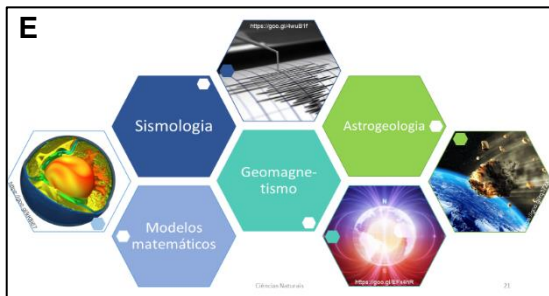 E
Sismologia
Astrogeologia
Geomagne-
tismo
Modelos
matemáticos
Ciências Naturais
21